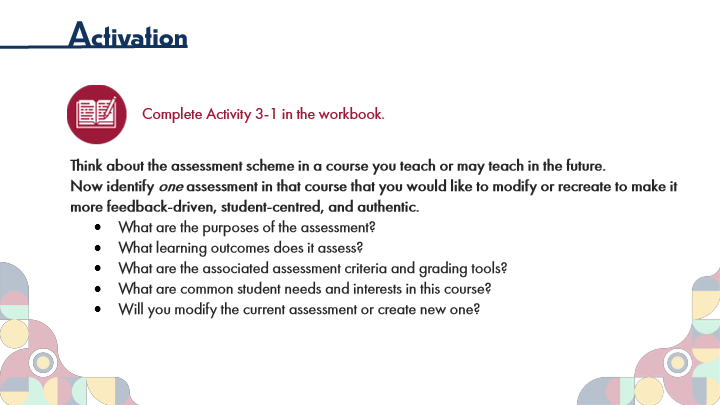 Activation
Complete Activity 3-1 in the workbook.
Think about the assessment scheme in a course you teach or may teach in the future.
Now identify one assessment in that course that you would like to modify or recreate to make it
more feedback-driven, student-centred, and authentic.
• What are the purposes of the assessment?
• What learning outcomes does it assess?
• What are the associated assessment criteria and grading tools?
• What are common student needs and interests in this course?
• Will you modify the current assessment or create new one?